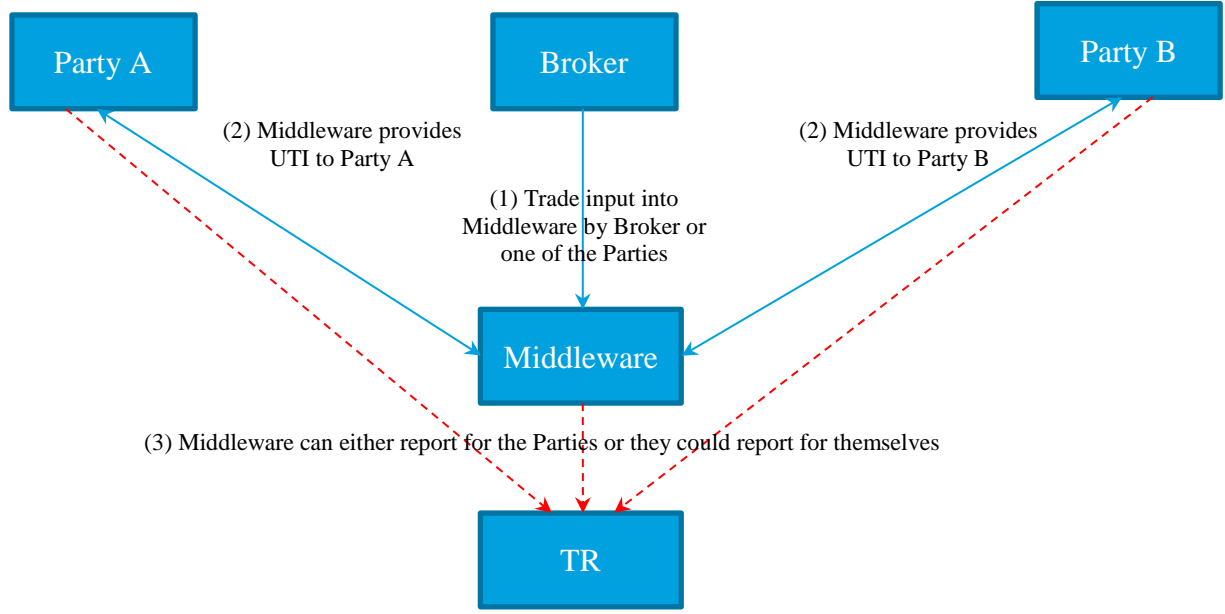 Party A
Broker
Party B
(2) Middleware provides
UTI to Party A
(2) Middleware provides
UTI to Party B
(1) Trade input into
Middleware by Broker or
one of the Parties
Middleware
(3) Middleware can either report for the Parties or they could report for themselves
TR